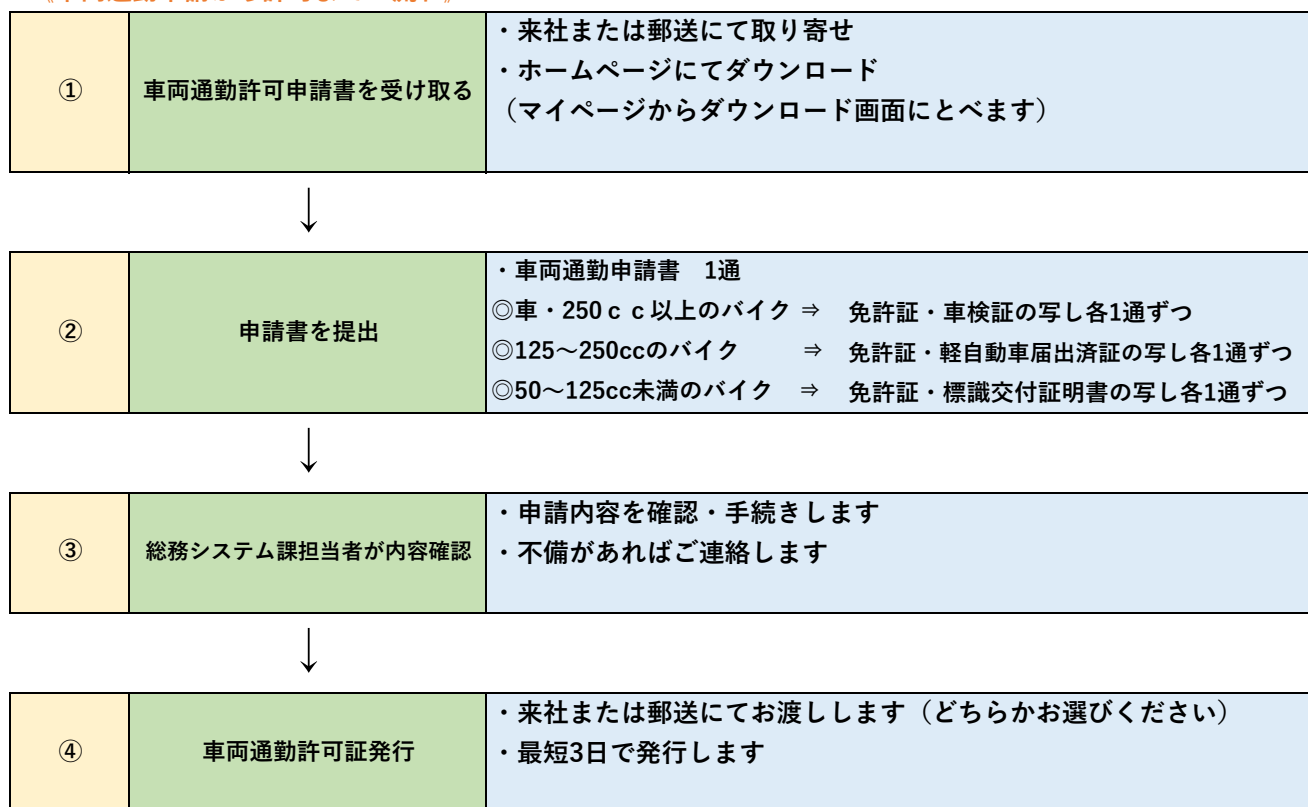 ①
車両通勤許可申請書を受け取る
・来社または郵送にて取り寄せ
・ホームページにてダウンロード
（マイページからダウンロード画面にとべます）
↓
②
申請書を提出
・車両通勤申請書　1通
◎車・250ｃｃ以上のバイク ⇒　免許証・車検証の写し各1通ずつ
◎125～250ccのバイク　　⇒　免許証・軽自動車届出済証の写し各1通ずつ
◎50～125cc未満のバイク　⇒　免許証・標識交付証明書の写し各1通ずつ
↓
③
総務システム課担当者が内容確認
・申請内容を確認・手続きします
・不備があればご連絡します
↓
④
車両通勤許可証発行
・来社または郵送にてお渡しします（どちらかお選びください）
・最短3日で発行します